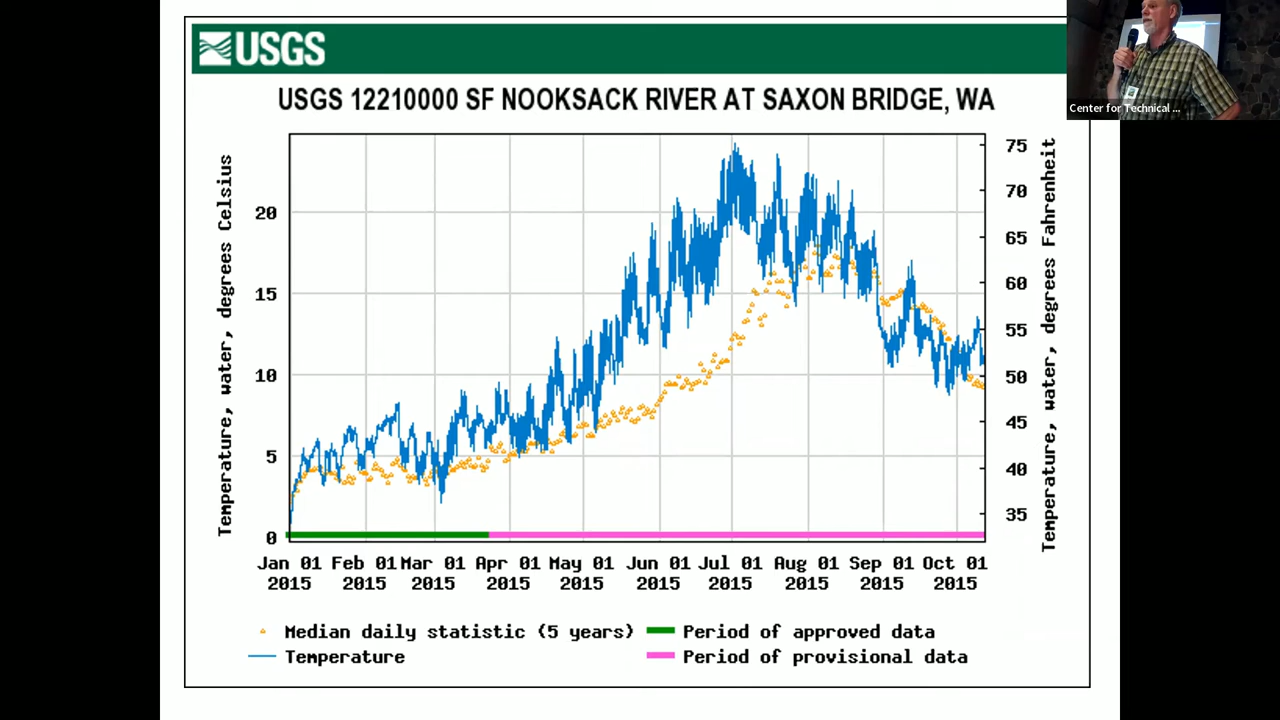 USGS
Center for Technical ...
USGS 12210000 SF NOOKSACK RIVER AT SAXON BRIDGE, WA
Temperature, water, degrees Celsius
20
15
10
5
0
75
70
65
60
55
50
45
40
35
Temperature, water, degrees Fahrenheit
Jan 01 Feb 01 Mar 01 Apr 01 May 01 Jun 01 Jul 01 Aug 01 Sep 01 Oct 01
2015 2015 2015 2015 2015 2015 2015 2015 2015 2015
Median daily statistic (5 years) Period of approved data
Temperature Period of provisional data